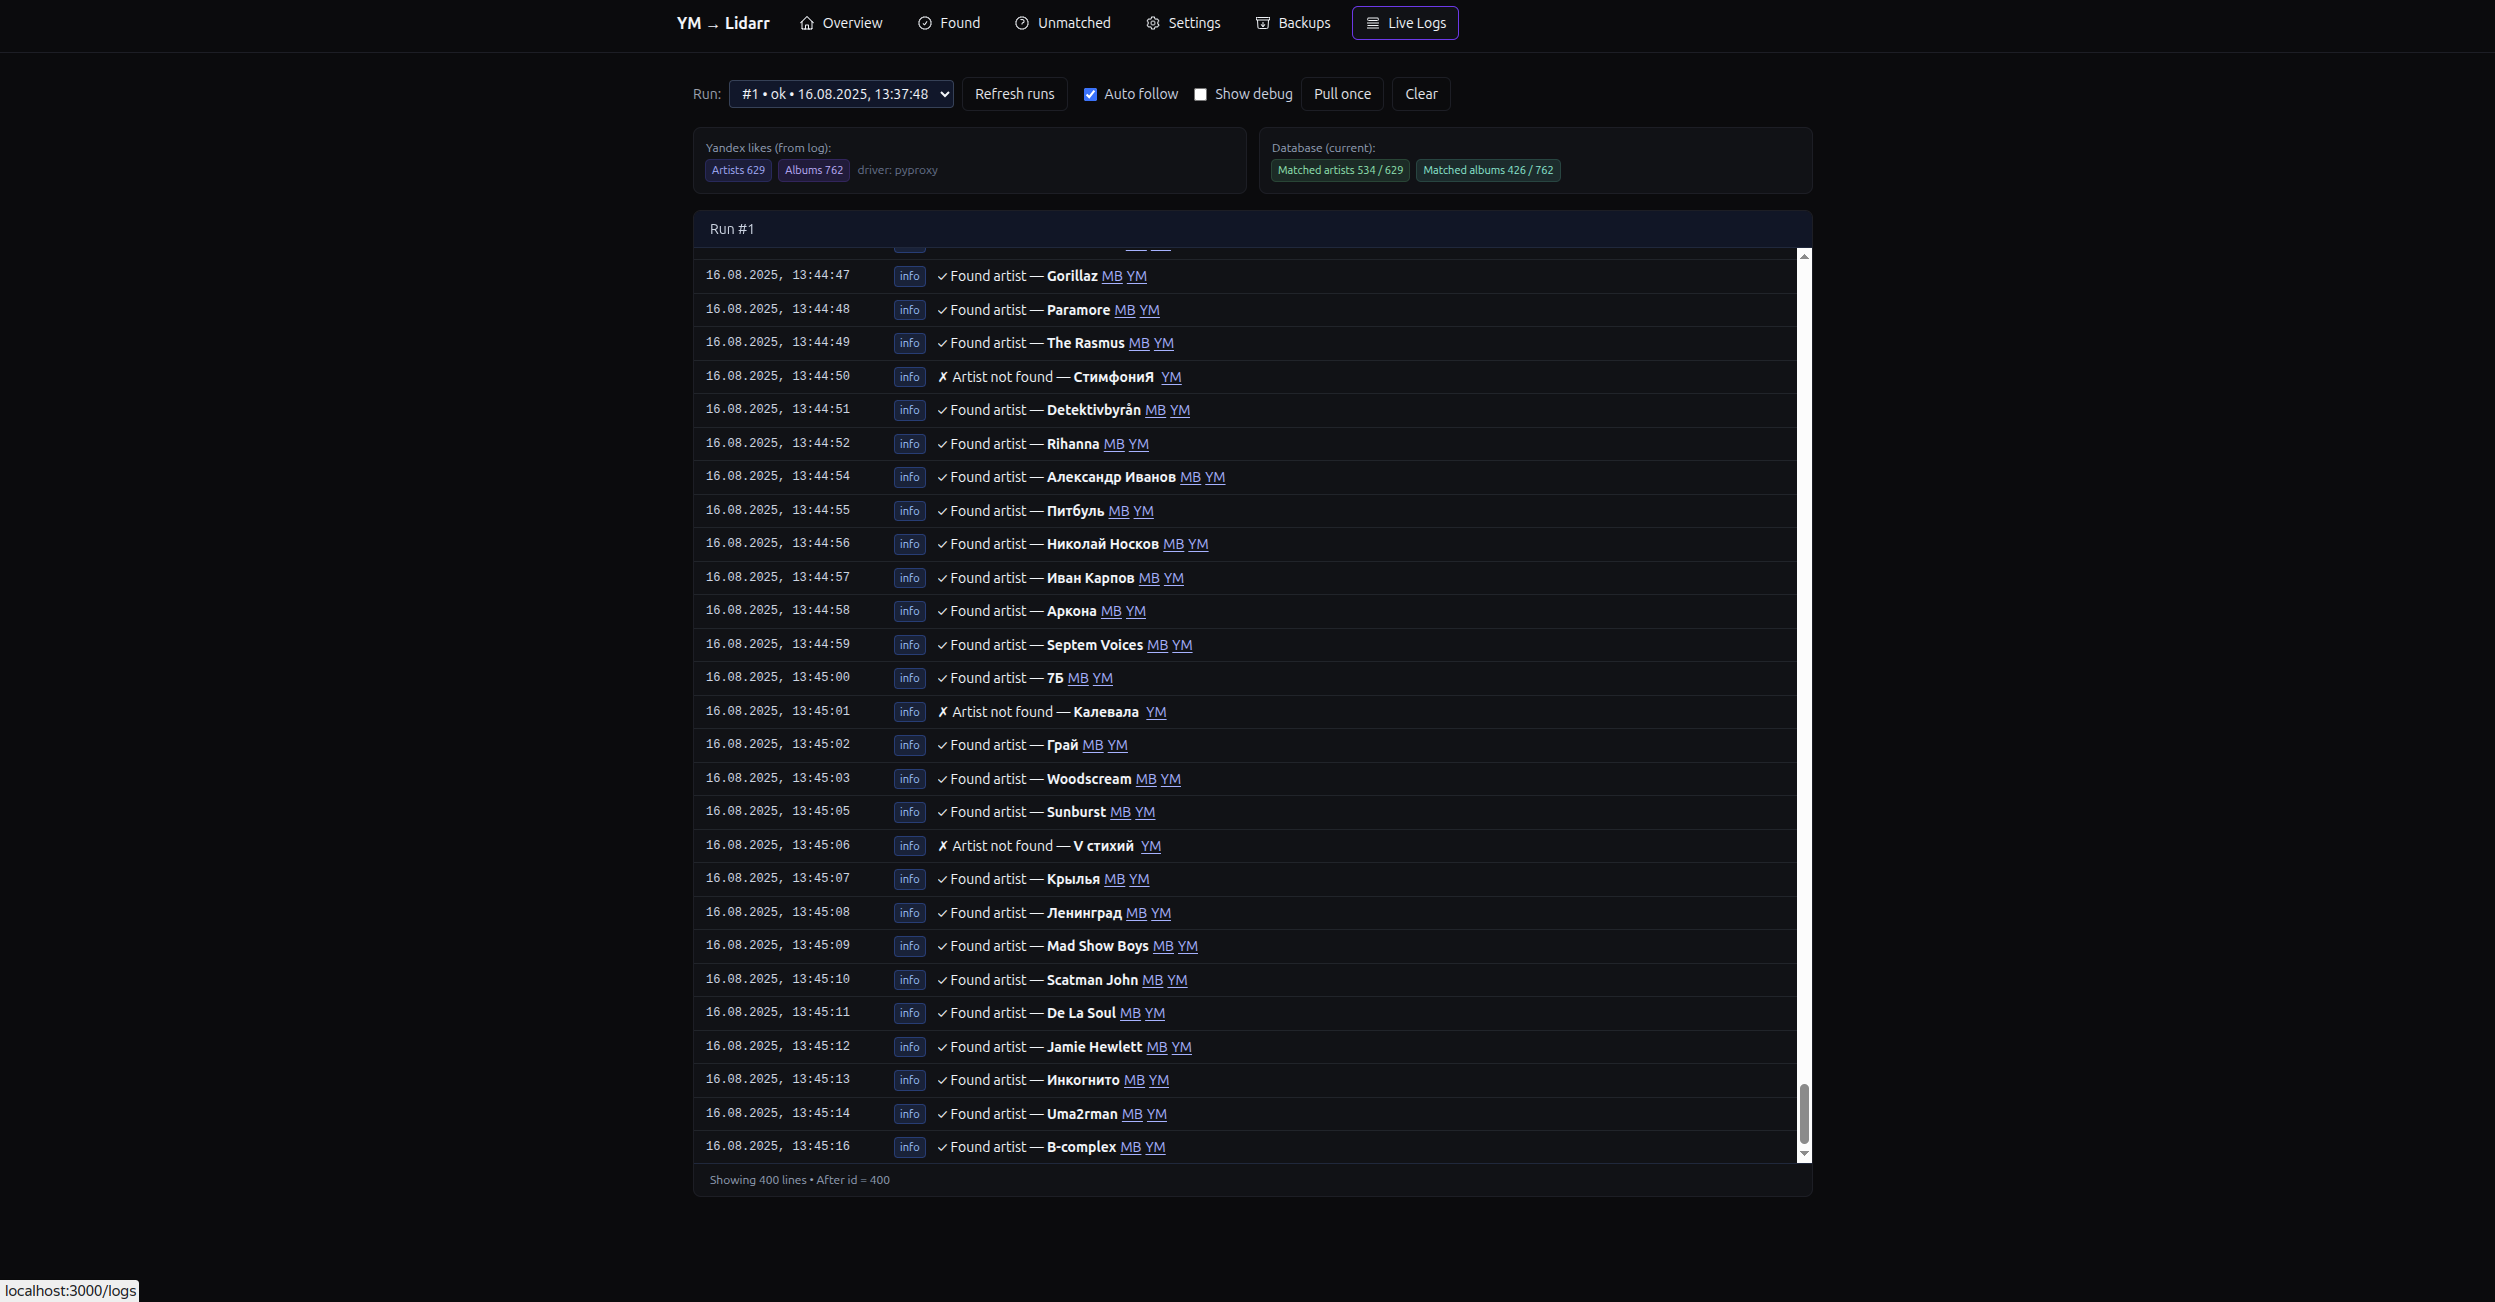 YM → Lidarr Overview Found Unmatched Settings Backups Live Logs
Run: #1 • ok • 16.08.2025, 13:37:48 Refresh runs Auto follow Show debug Pull once Clear
Yandex likes (from log):
Artists 629 Albums 762 driver: pyproxy
Database (current):
Matched artists 534 / 629 Matched albums 426 / 762
Run #1
16.08.2025, 13:44:47 info ✓ Found artist — Gorillaz MB YM
16.08.2025, 13:44:48 info ✓ Found artist — Paramore MB YM
16.08.2025, 13:44:49 info ✓ Found artist — The Rasmus MB YM
16.08.2025, 13:44:50 info ✗ Artist not found — СтимфониЯ YM
16.08.2025, 13:44:51 info ✓ Found artist — Detektivbyrån MB YM
16.08.2025, 13:44:52 info ✓ Found artist — Rihanna MB YM
16.08.2025, 13:44:54 info ✓ Found artist — Александр Иванов MB YM
16.08.2025, 13:44:55 info ✓ Found artist — Питбуль MB YM
16.08.2025, 13:44:56 info ✓ Found artist — Николай Носков MB YM
16.08.2025, 13:44:57 info ✓ Found artist — Иван Карпов MB YM
16.08.2025, 13:44:58 info ✓ Found artist — Аркона MB YM
16.08.2025, 13:44:59 info ✓ Found artist — Septem Voices MB YM
16.08.2025, 13:45:00 info ✓ Found artist — 7Б MB YM
16.08.2025, 13:45:01 info ✗ Artist not found — Калевала YM
16.08.2025, 13:45:02 info ✓ Found artist — Грай MB YM
16.08.2025, 13:45:03 info ✓ Found artist — Woodscream MB YM
16.08.2025, 13:45:05 info ✓ Found artist — Sunburst MB YM
16.08.2025, 13:45:06 info ✗ Artist not found — V стихий YM
16.08.2025, 13:45:07 info ✓ Found artist — Крылья MB YM
16.08.2025, 13:45:08 info ✓ Found artist — Ленинград MB YM
16.08.2025, 13:45:09 info ✓ Found artist — Mad Show Boys MB YM
16.08.2025, 13:45:10 info ✓ Found artist — Scatman John MB YM
16.08.2025, 13:45:11 info ✓ Found artist — De La Soul MB YM
16.08.2025, 13:45:12 info ✓ Found artist — Jamie Hewlett MB YM
16.08.2025, 13:45:13 info ✓ Found artist — Инкогнито MB YM
16.08.2025, 13:45:14 info ✓ Found artist — Uma2rman MB YM
16.08.2025, 13:45:16 info ✓ Found artist — B-complex MB YM
Showing 400 lines • After id = 400
localhost:3000/logs